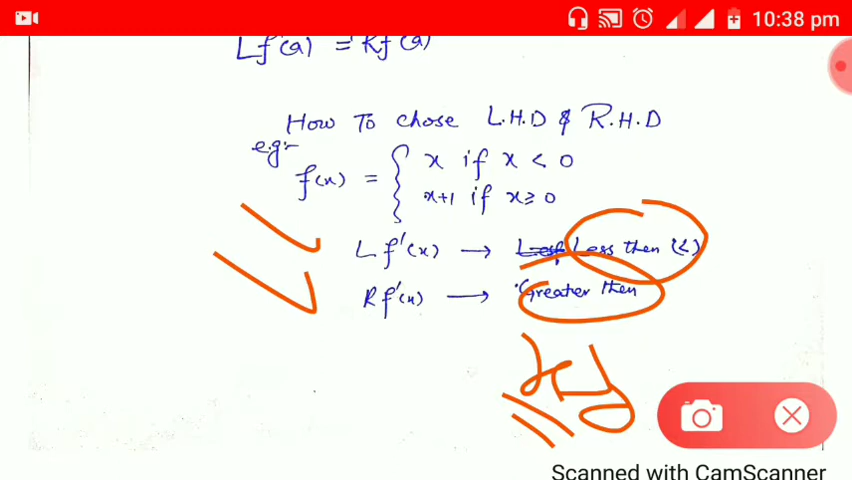 10:38 pm
Lf'(a) = Rf'(a)
How To chose L.H.D & R.H.D
e.g:-
f(x) = { x if x < 0
x+1 if x ≥ 0
Lf'(x) → Less then (<)
Rf'(x) → Greater then
Scanned with CamScanner